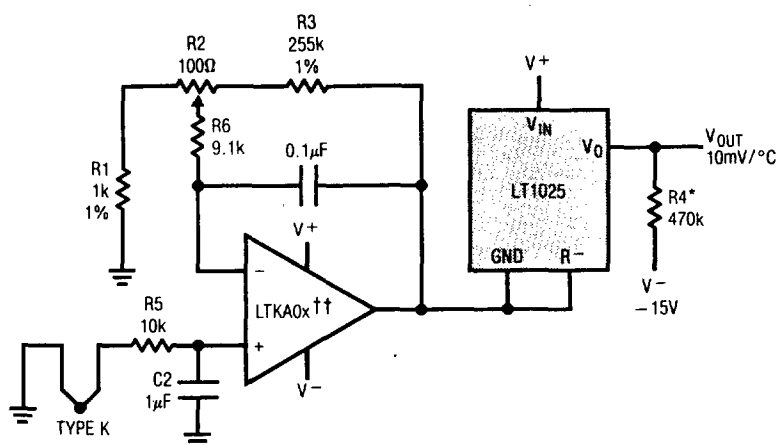 R3
255k
1%
R2
100Ω
V+
R6
9.1k
VIN
VO
VOUT
10mV/°C
0.1µF
R1
1k
1%
LT1025
R4*
470k
V+
GND R−
−
LTKA0x††
V−
−15V
R5
10k
+
V−
C2
1µF
TYPE K